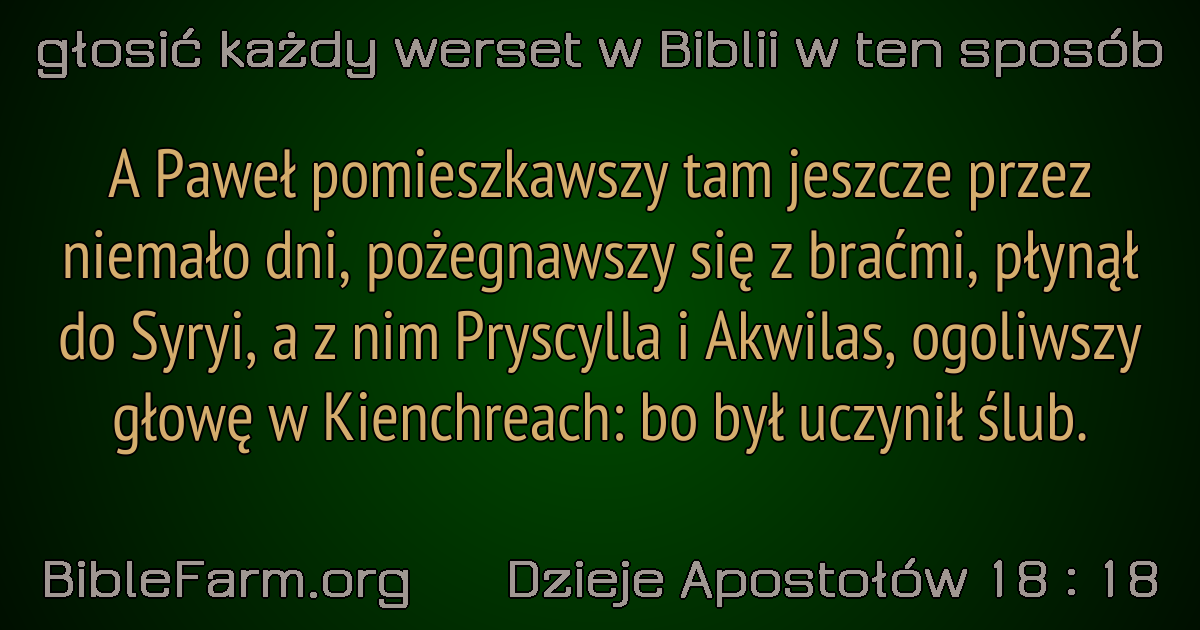 głosić każdy werset w Biblii w ten sposób
A Paweł pomieszkawszy tam jeszcze przez
niemało dni, pożegnawszy się z braćmi, płynął
do Syryi, a z nim Pryscylla i Akwilas, ogoliwszy
głowę w Kienchreach: bo był uczynił ślub.
BibleFarm.org Dzieje Apostołów 18 : 18